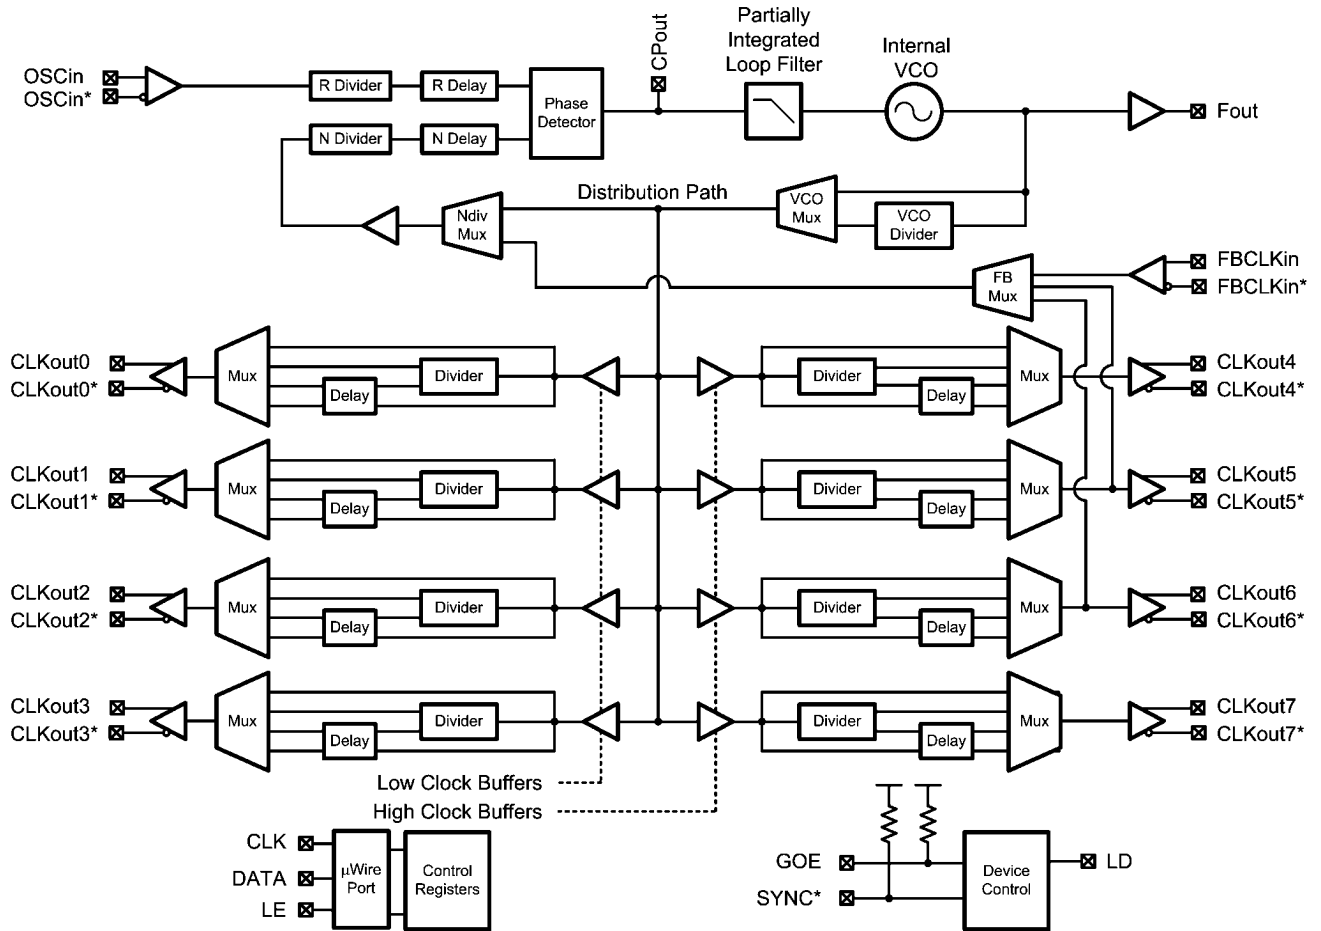 Partially
Integrated
Loop Filter
CPout
Internal
VCO
OSCin
OSCin*
R Divider
R Delay
Phase
Detector
N Divider
N Delay
Fout
Distribution Path
Ndiv
Mux
VCO
Mux
VCO
Divider
FB
Mux
FBCLKin
FBCLKin*
CLKout0
CLKout0*
Mux
Divider
Delay
Divider
Delay
Mux
CLKout4
CLKout4*
CLKout1
CLKout1*
Mux
Divider
Delay
Divider
Delay
Mux
CLKout5
CLKout5*
CLKout2
CLKout2*
Mux
Divider
Delay
Divider
Delay
Mux
CLKout6
CLKout6*
CLKout3
CLKout3*
Mux
Divider
Delay
Divider
Delay
Mux
CLKout7
CLKout7*
Low Clock Buffers
High Clock Buffers
CLK
DATA
LE
µWire
Port
Control
Registers
GOE
SYNC*
Device
Control
LD